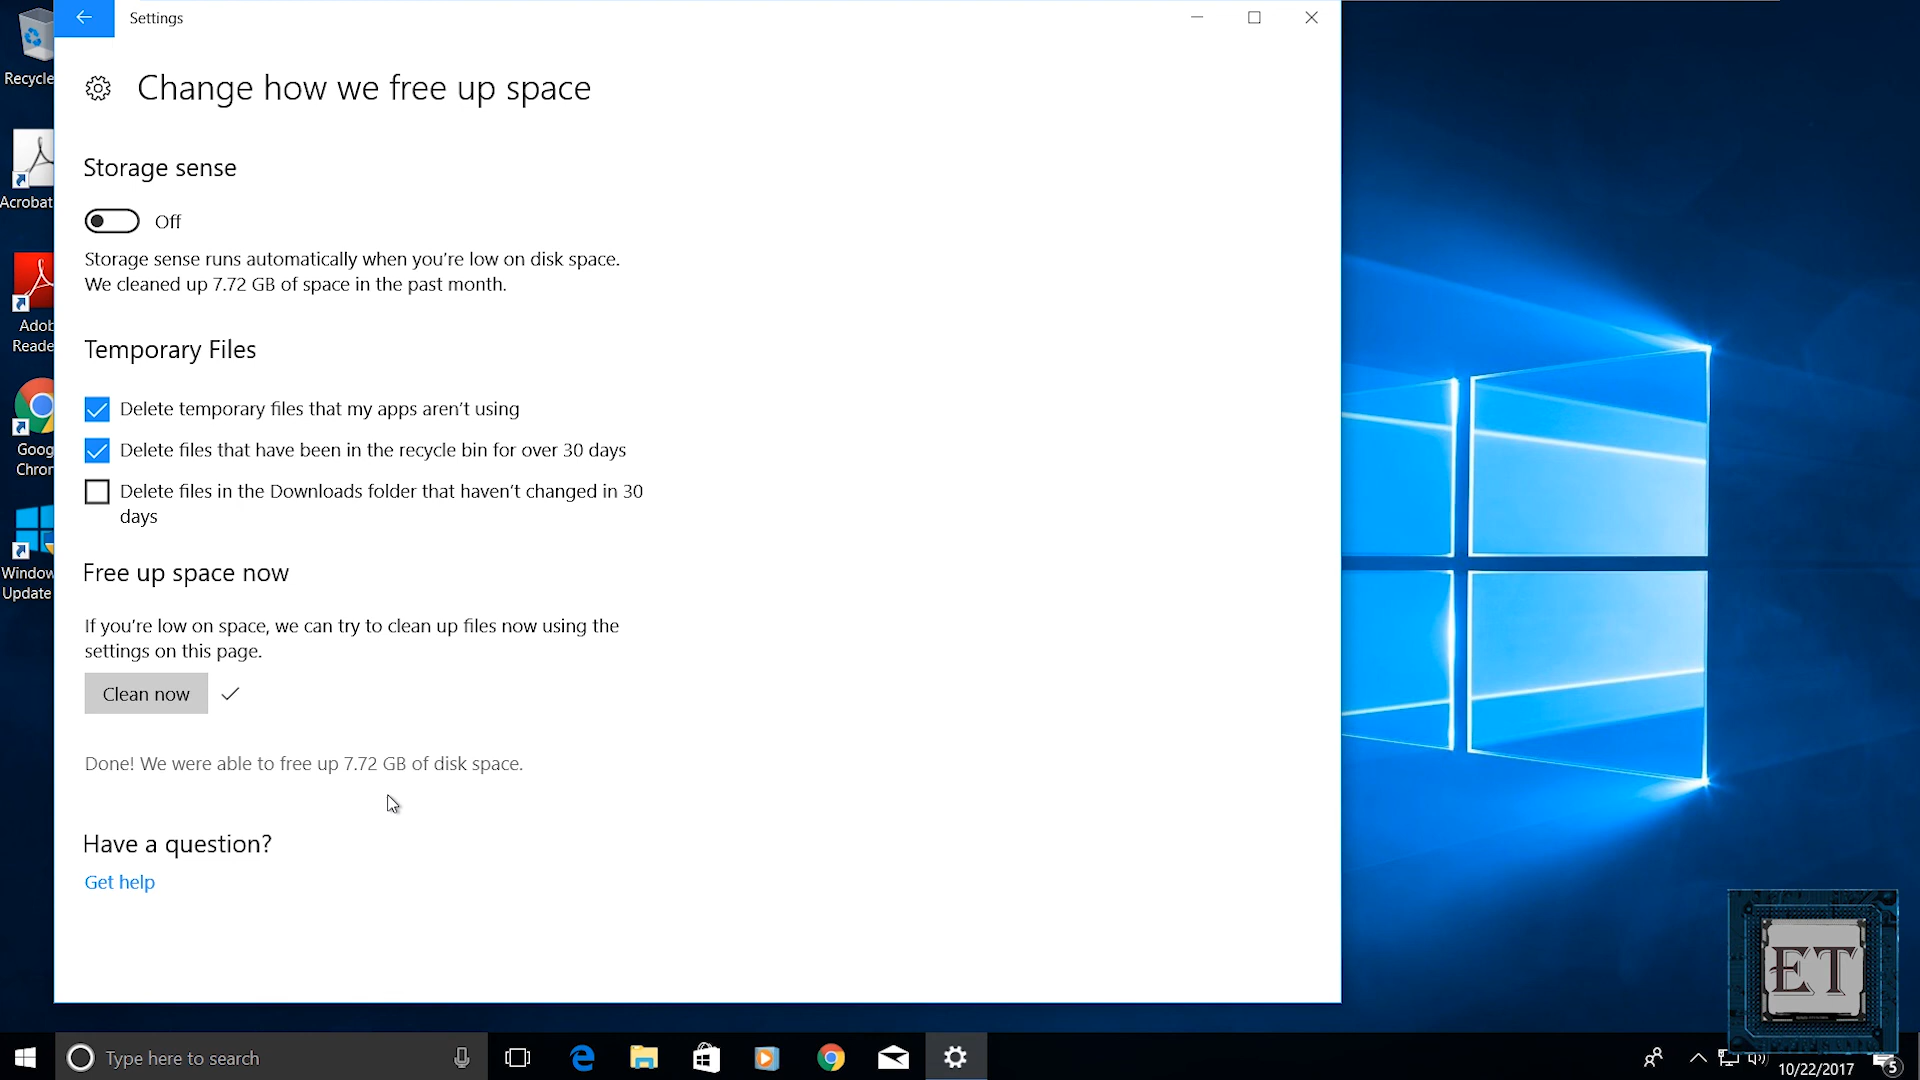 Settings
Change how we free up space
Storage sense
Off
Storage sense runs automatically when you're low on disk space.
We cleaned up 7.72 GB of space in the past month.
Temporary Files
Delete temporary files that my apps aren't using
Delete files that have been in the recycle bin for over 30 days
Delete files in the Downloads folder that haven't changed in 30
days
Free up space now
If you're low on space, we can try to clean up files now using the
settings on this page.
Clean now
Done! We were able to free up 7.72 GB of disk space.
Have a question?
Get help
Recycle
Acrobat
Adob
Reade
Goog
Chron
Window
Update
ET
Type here to search
10/22/2017
5